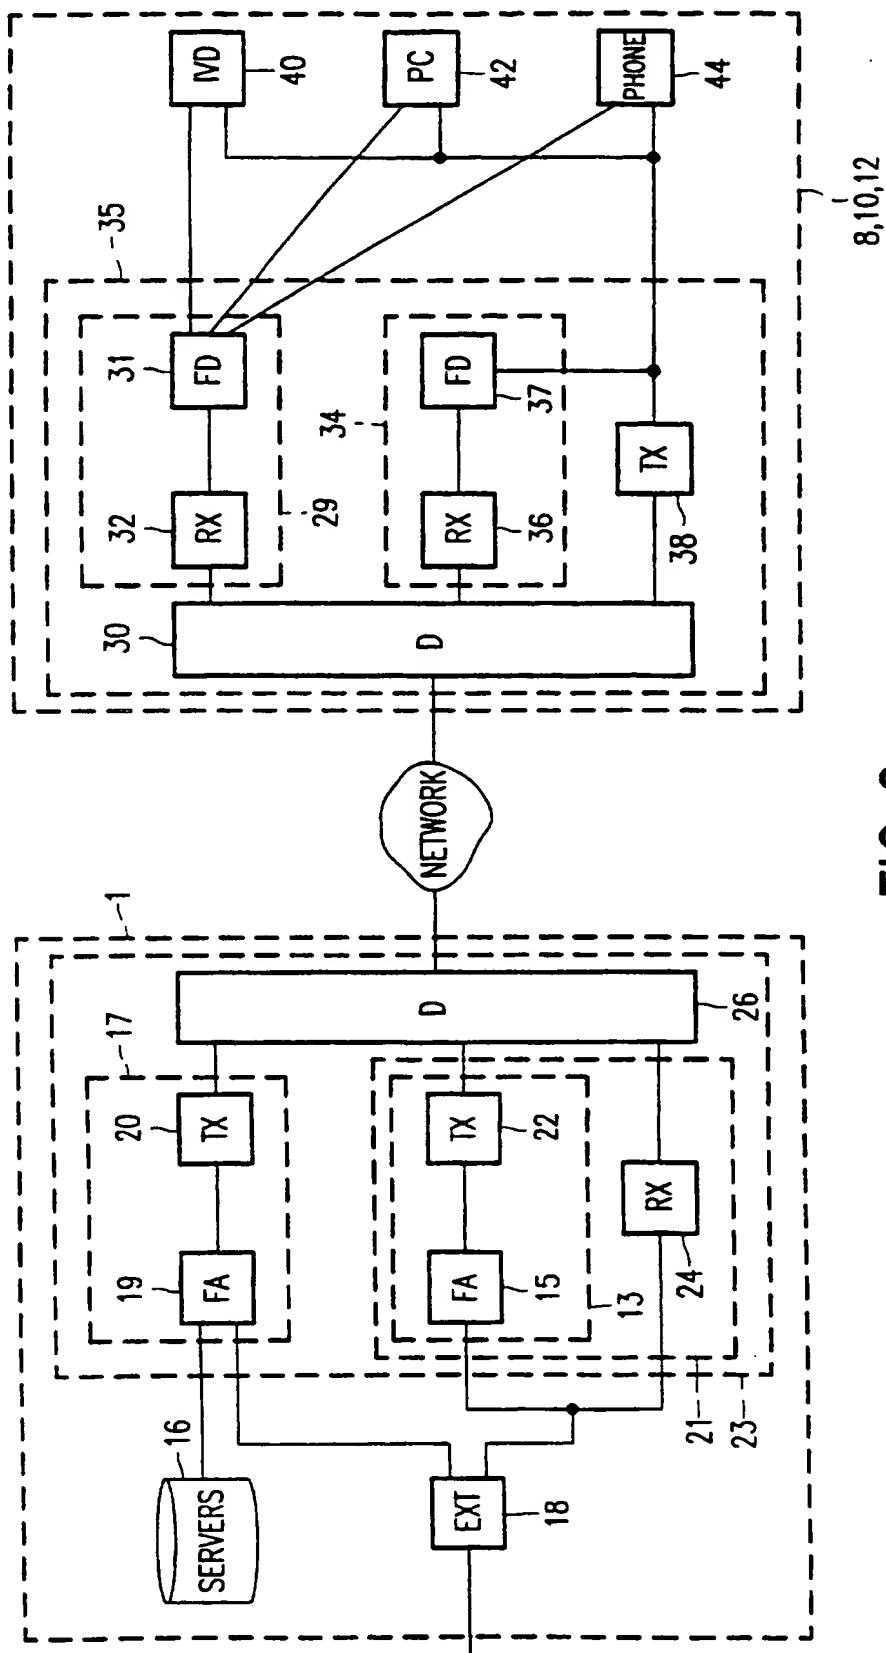 1
17
23
21
13
SERVERS
16
EXT
18
FA
19
TX
20
FA
15
TX
22
RX
24
D
26
NETWORK
8,10,12
35
D
30
RX
32
FD
31
29
34
RX
36
FD
37
TX
38
IVD
40
PC
42
PHONE
44